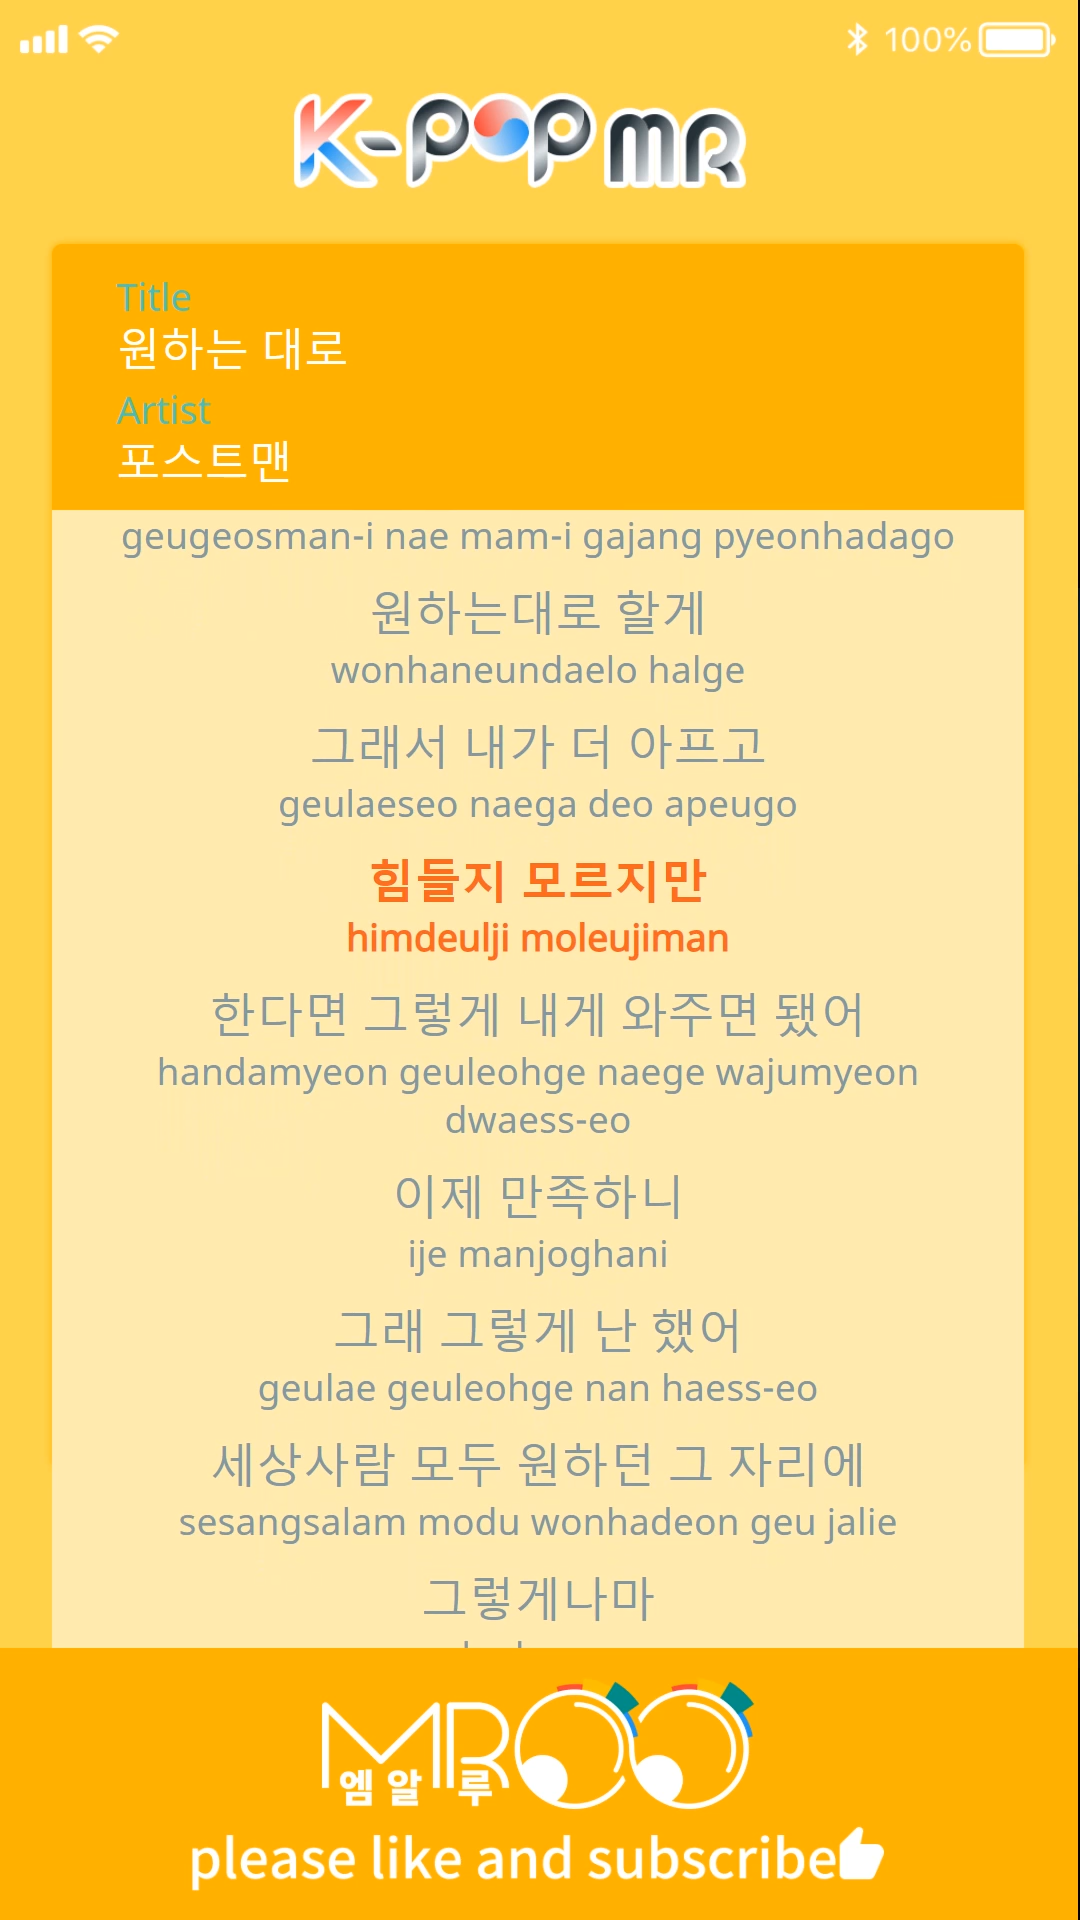 100%
K-POP MR
Title
원하는 대로
Artist
포스트맨
geugeosman-i nae mam-i gajang pyeonhadago
원하는대로 할게
wonhaneundaelo halge
그래서 내가 더 아프고
geulaeseo naega deo apeugo
힘들지 모르지만
himdeulji moleujiman
한다면 그렇게 내게 와주면 됐어
handamyeon geuleohge naege wajumyeon
dwaess-eo
이제 만족하니
ije manjoghani
그래 그렇게 난 했어
geulae geuleohge nan haess-eo
세상사람 모두 원하던 그 자리에
sesangsalam modu wonhadeon geu jalie
그렇게나마
MROO
엠알루
please like and subscribe